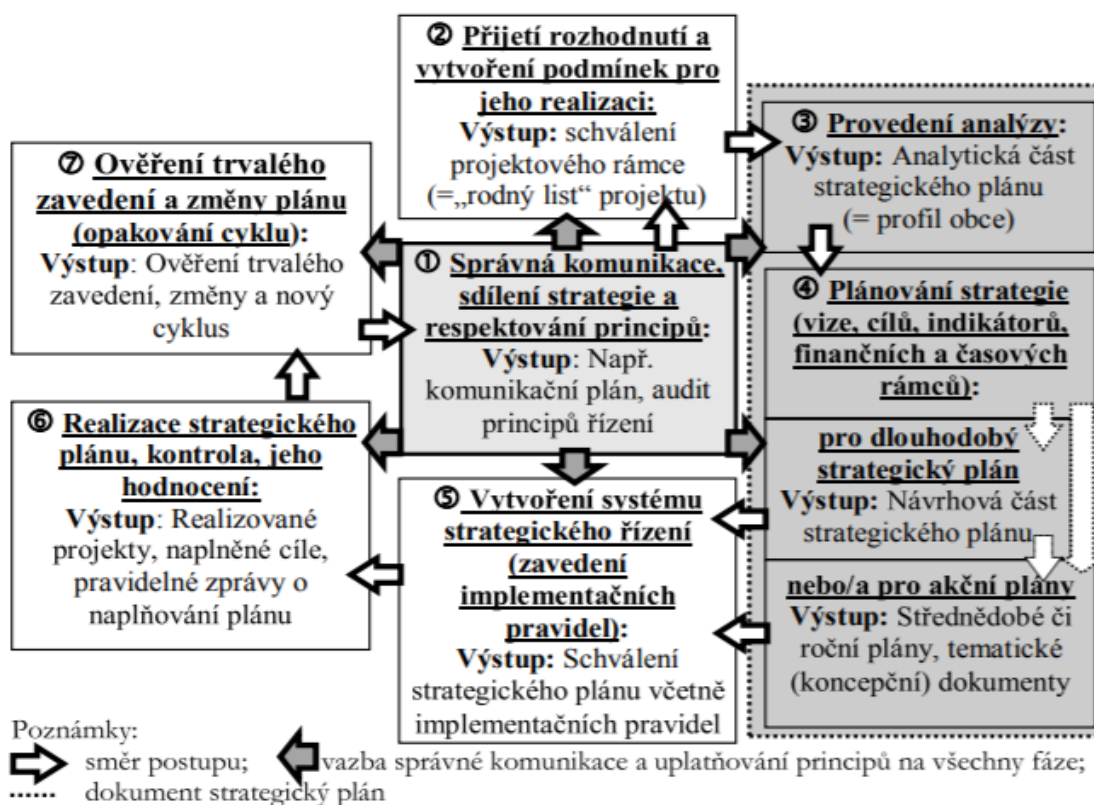 ② Přijetí rozhodnutí a
vytvoření podmínek pro
jeho realizaci:
Výstup: schválení
projektového rámce
(=„rodný list“ projektu)
③ Provedení analýzy:
Výstup: Analytická část
strategického plánu
(= profil obce)
⑦ Ověření trvalého
zavedení a změny plánu
(opakování cyklu):
Výstup: Ověření trvalého
zavedení, změny a nový
cyklus
① Správná komunikace,
sdílení strategie a
respektování principů:
Výstup: Např.
komunikační plán, audit
principů řízení
④ Plánování strategie
(vize, cílů, indikátorů,
finančních a časových
rámců):
pro dlouhodobý
strategický plán
Výstup: Návrhová část
strategického plánu
nebo/a pro akční plány
Výstup: Střednědobé či
roční plány, tematické
(koncepční) dokumenty
⑥ Realizace strategického
plánu, kontrola, jeho
hodnocení:
Výstup: Realizované
projekty, naplněné cíle,
pravidelné zprávy o
naplňování plánu
⑤ Vytvoření systému
strategického řízení
(zavedení
implementačních
pravidel):
Výstup: Schválení
strategického plánu včetně
implementačních pravidel
Poznámky:
směr postupu; vazba správné komunikace a uplatňování principů na všechny fáze;
dokument strategický plán